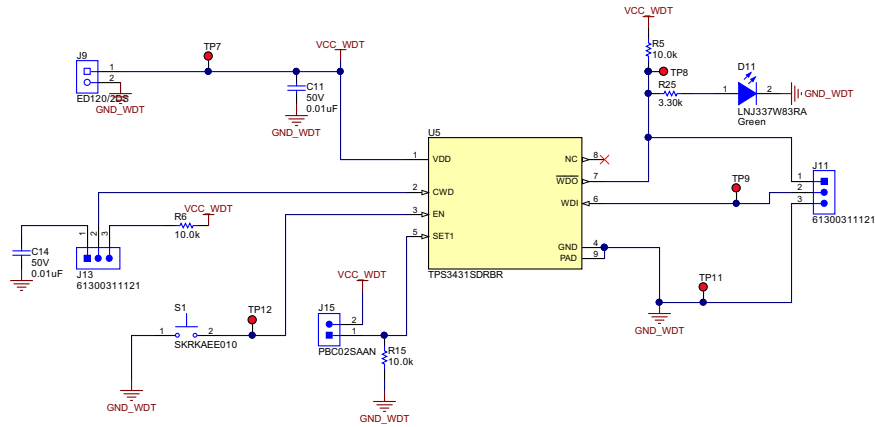 VCC_WDT
J9
1
2
ED120/2DS
GND_WDT
TP7
VCC_WDT
C11
50V
0.01uF
GND_WDT
R5
10.0k
TP8
R25
3.30k
D11
1
2
GND_WDT
LNJ337W83RA
Green
U5
1
VDD
2
CWD
3
EN
5
SET1
NC
8
WDO
7
WDI
6
GND
4
PAD
9
TPS3431SDRBR
TP9
J11
1
2
3
61300311121
TP11
GND_WDT
R6
10.0k
VCC_WDT
C14
50V
0.01uF
1
2
3
J13
61300311121
GND_WDT
S1
1
2
SKRKAEE010
TP12
GND_WDT
VCC_WDT
J15
2
1
PBC02SAAN
R15
10.0k
GND_WDT